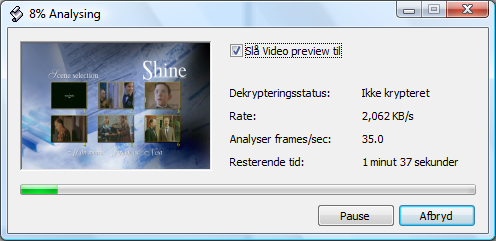 8% Analysing
Slå Video preview til
Scene selection
Shine
Dekrypteringsstatus: Ikke krypteret
Rate: 2,062 KB/s
Analyser frames/sec: 35.0
Resterende tid: 1 minut 37 sekunder
Pause
Afbryd